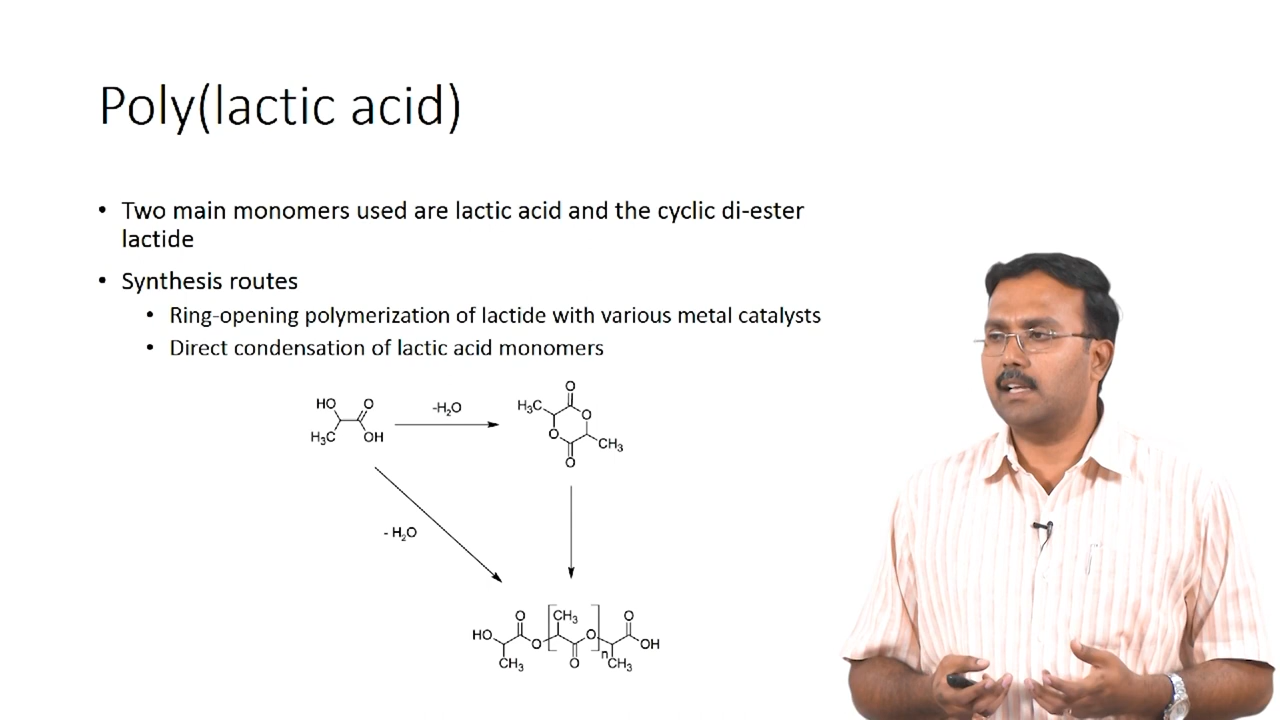 Poly(lactic acid)
• Two main monomers used are lactic acid and the cyclic di-ester
lactide
• Synthesis routes
• Ring-opening polymerization of lactide with various metal catalysts
• Direct condensation of lactic acid monomers
HO O
H₃C OH
-H₂O
O
H₃C O
O CH₃
O
- H₂O
O CH₃ O
HO O O OH
CH₃ O n CH₃